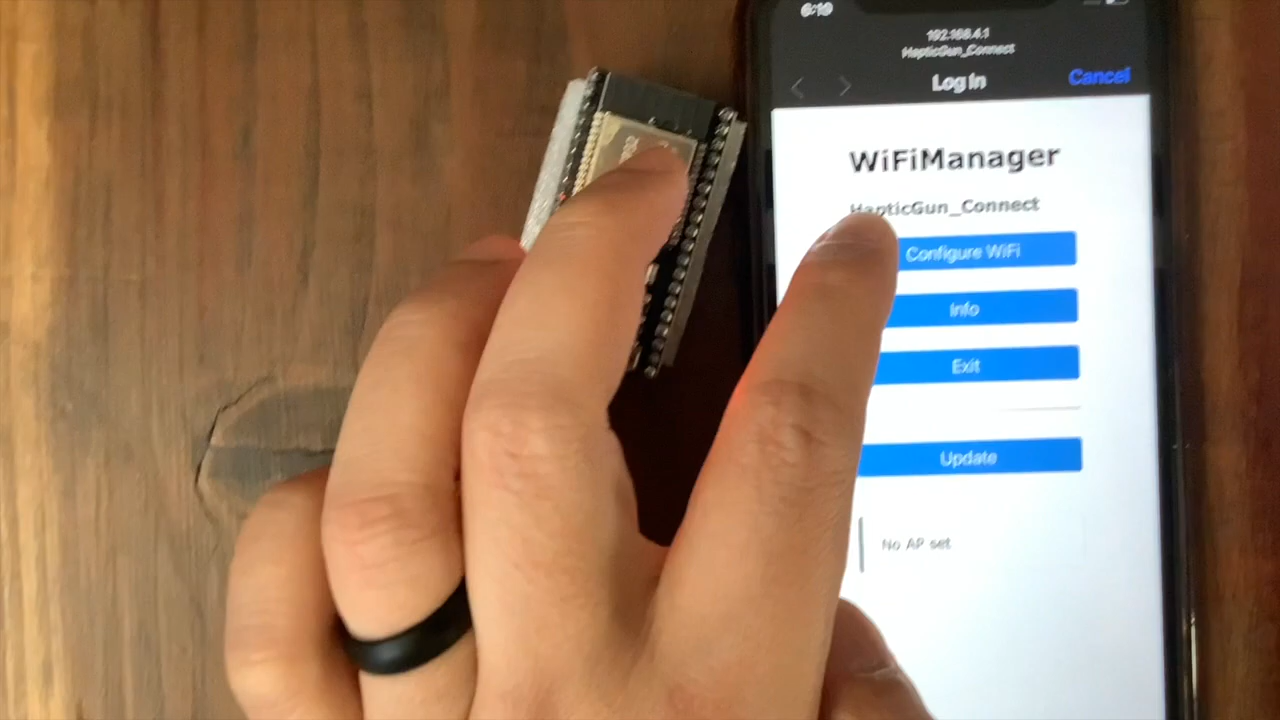 6:19
192.168.4.1
HapticGun_Connect
Log In
Cancel
WiFiManager
HapticGun_Connect
Configure WiFi
Info
Exit
Update
No AP set